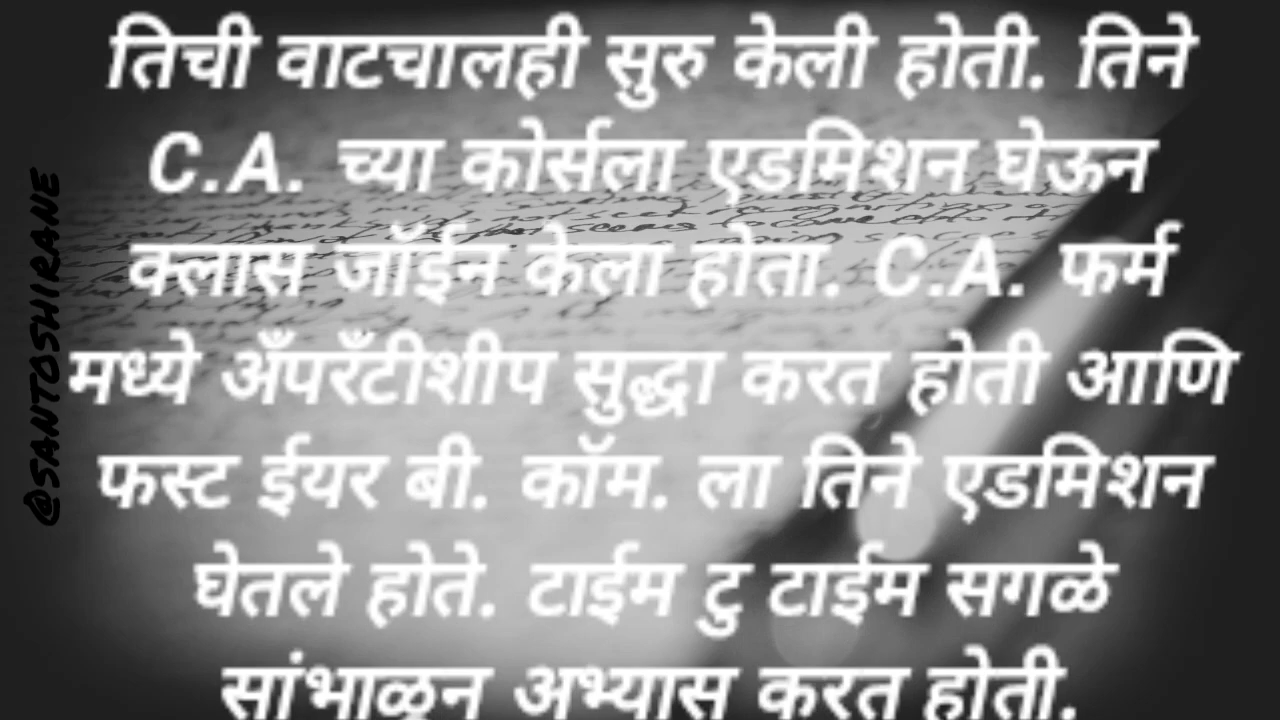 तिची वाटचालही सुरु केली होती. तिने
C.A. च्या कोर्सला एडमिशन घेऊन
क्लास जॉईन केला होता. C.A. फर्म
मध्ये अँपरँटीशीप सुद्धा करत होती आणि
फस्ट ईयर बी. कॉम. ला तिने एडमिशन
घेतले होते. टाईम टु टाईम सगळे
सांभाळून अभ्यास करत होती.
@SANTOSHIRANE